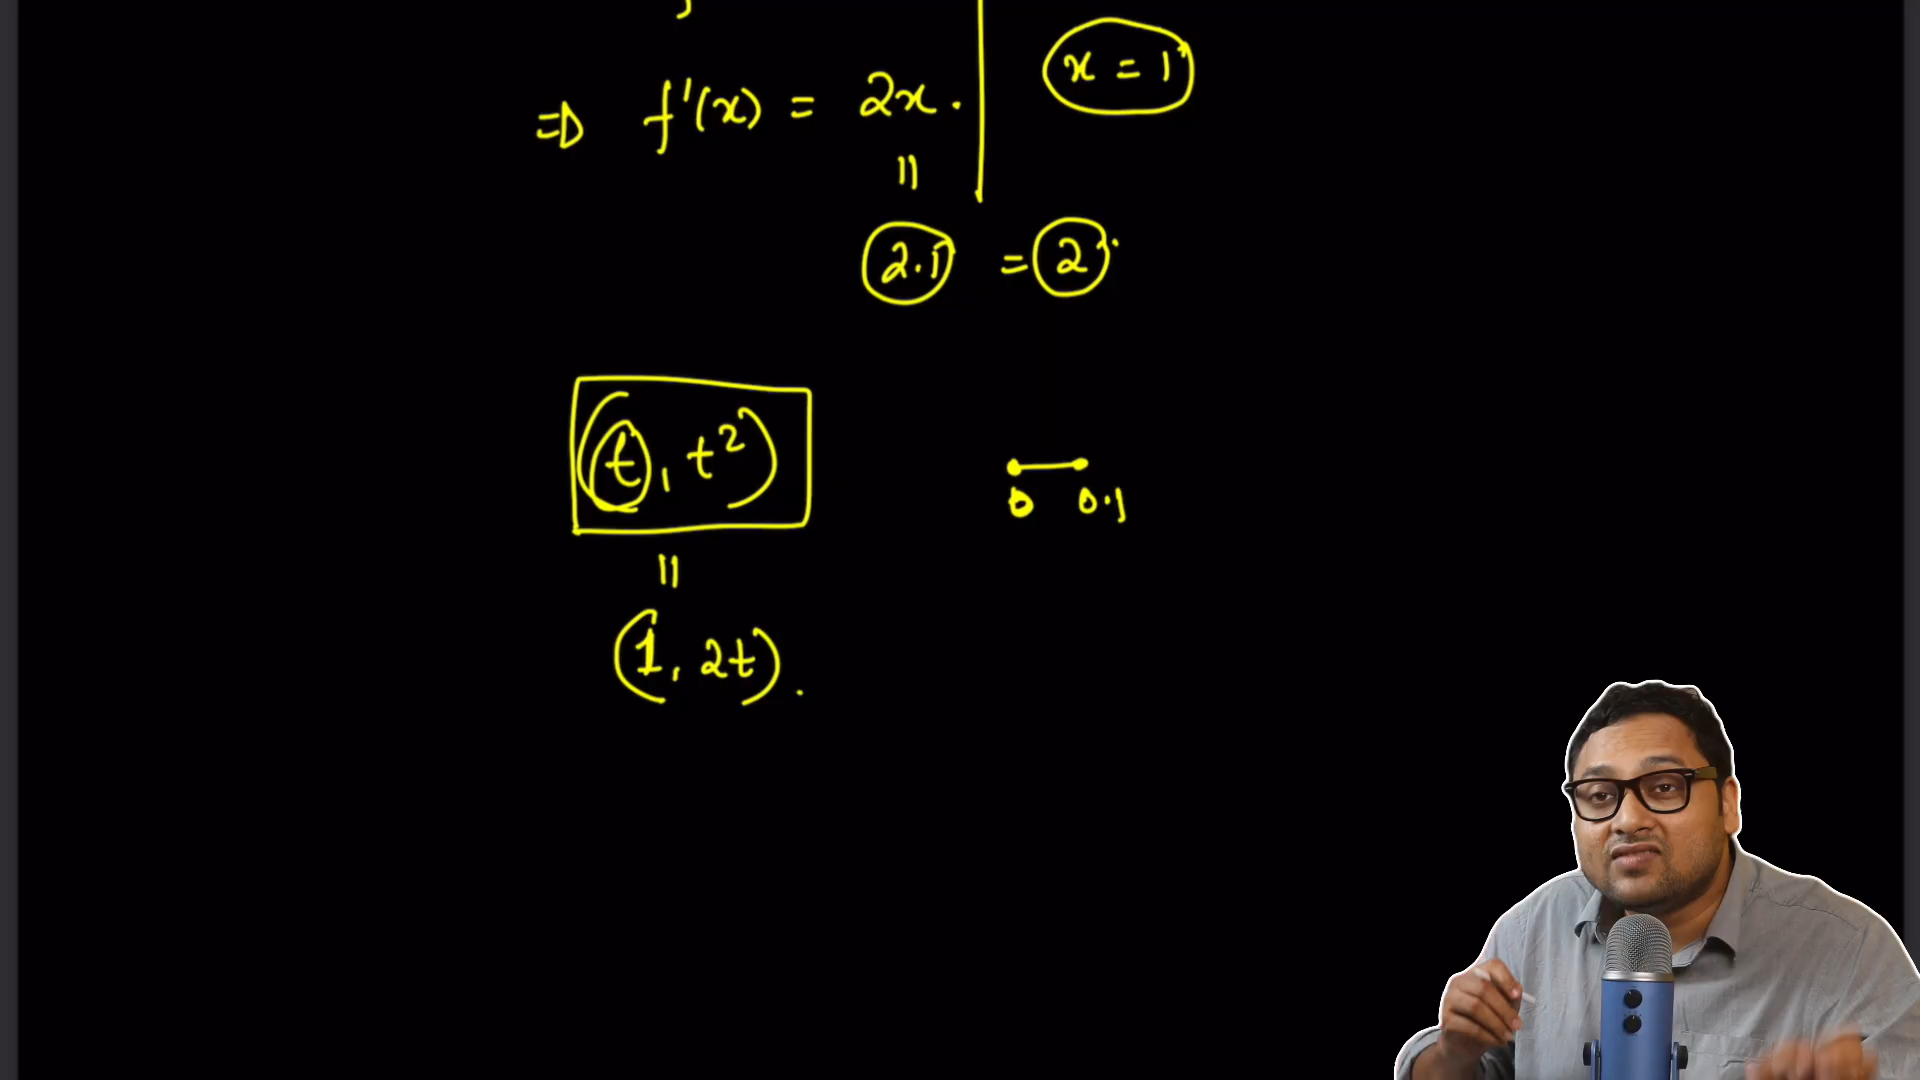 x = 1
⇒ f'(x) = 2x.
||
2.1 = 2
(t, t²)
0 0.1
||
(1, 2t).